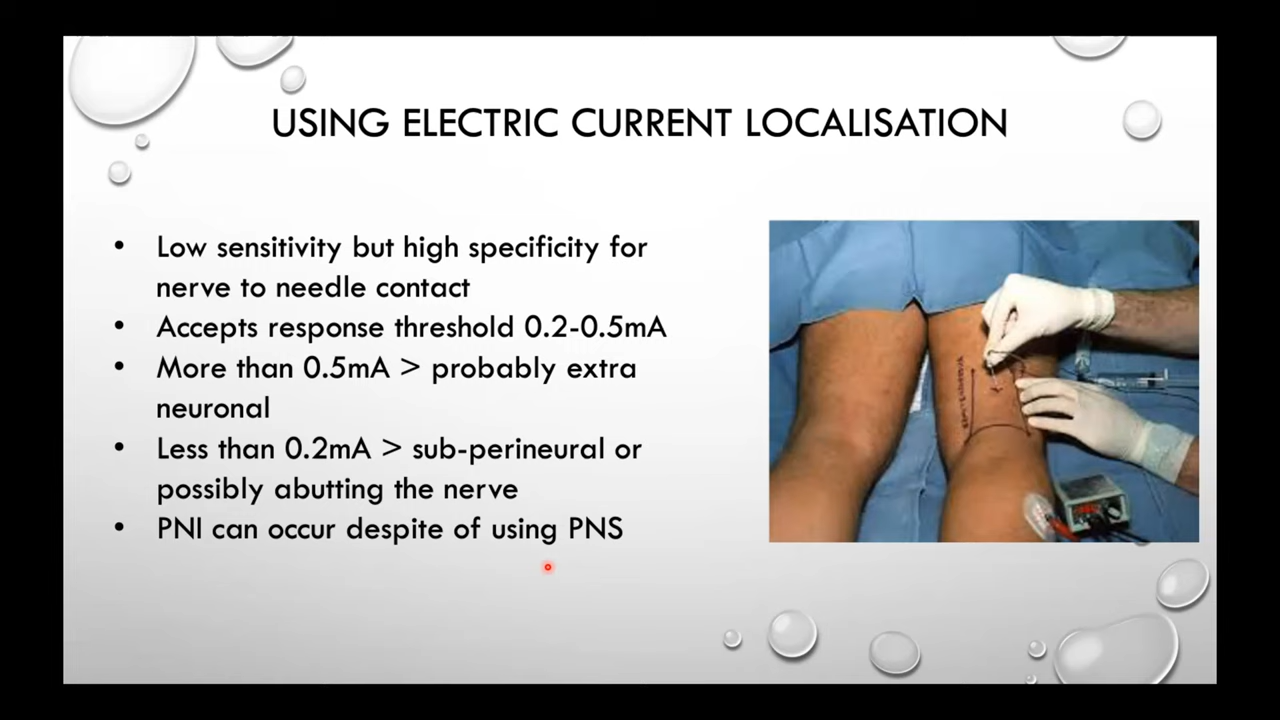 USING ELECTRIC CURRENT LOCALISATION
• Low sensitivity but high specificity for
nerve to needle contact
• Accepts response threshold 0.2-0.5mA
• More than 0.5mA > probably extra
neuronal
• Less than 0.2mA > sub-perineural or
possibly abutting the nerve
• PNI can occur despite of using PNS